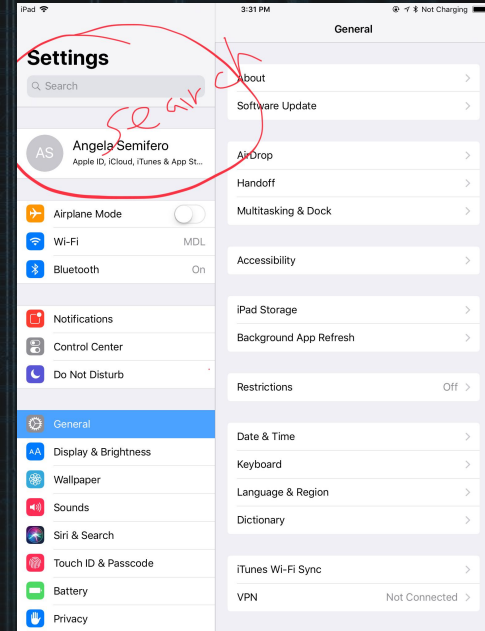 iPad 3:31 PM Not Charging
General
Settings
Search
search
AS
Angela Semifero
Apple ID, iCloud, iTunes & App St...
Airplane Mode
Wi-Fi MDL
Bluetooth On
Notifications
Control Center
Do Not Disturb
General
Display & Brightness
Wallpaper
Sounds
Siri & Search
Touch ID & Passcode
Battery
Privacy
About
Software Update
AirDrop
Handoff
Multitasking & Dock
Accessibility
iPad Storage
Background App Refresh
Restrictions Off
Date & Time
Keyboard
Language & Region
Dictionary
iTunes Wi-Fi Sync
VPN Not Connected